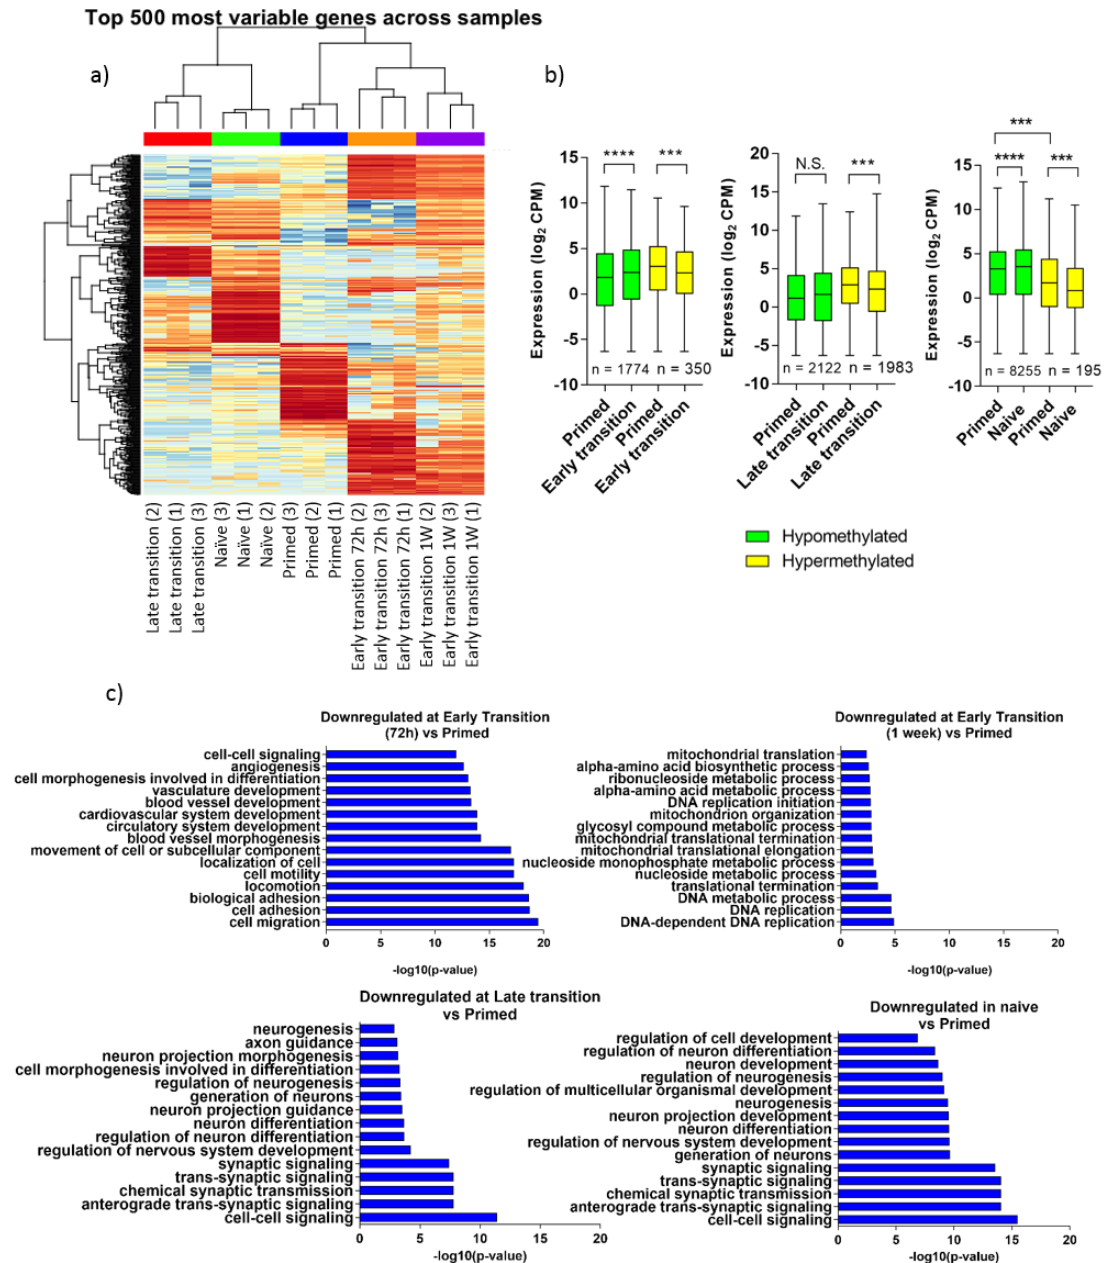 Top 500 most variable genes across samples
a)
Late transition (2)
Late transition (1)
Late transition (3)
Naïve (3)
Naïve (1)
Naïve (2)
Primed (3)
Primed (2)
Primed (1)
Early transition 72h (2)
Early transition 72h (3)
Early transition 72h (1)
Early transition 1W (2)
Early transition 1W (3)
Early transition 1W (1)
b)
Expression (log2 CPM)
15
10
5
0
-5
-10
****
***
n = 1774
n = 350
Primed
Early transition
Primed
Early transition
Expression (log2 CPM)
20
15
10
5
0
-5
-10
N.S.
***
n = 2122
n = 1983
Primed
Late transition
Primed
Late transition
Expression (log2 CPM)
15
10
5
0
-5
-10
***
****
***
n = 8255
n = 195
Primed
Naïve
Primed
Naïve
Hypomethylated
Hypermethylated
c)
Downregulated at Early Transition
(72h) vs Primed
cell-cell signaling
angiogenesis
cell morphogenesis involved in differentiation
vasculature development
blood vessel development
cardiovascular system development
circulatory system development
blood vessel morphogenesis
movement of cell or subcellular component
localization of cell
cell motility
locomotion
biological adhesion
cell adhesion
cell migration
0 5 10 15 20
-log10(p-value)
Downregulated at Early Transition
(1 week) vs Primed
mitochondrial translation
alpha-amino acid biosynthetic process
ribonucleoside metabolic process
alpha-amino acid metabolic process
DNA replication initiation
mitochondrion organization
glycosyl compound metabolic process
mitochondrial translational termination
mitochondrial translational elongation
nucleoside monophosphate metabolic process
nucleoside metabolic process
translational termination
DNA metabolic process
DNA replication
DNA-dependent DNA replication
0 5 10 15 20
-log10(p-value)
Downregulated at Late transition
vs Primed
neurogenesis
axon guidance
neuron projection morphogenesis
cell morphogenesis involved in differentiation
regulation of neurogenesis
generation of neurons
neuron projection guidance
neuron differentiation
regulation of neuron differentiation
regulation of nervous system development
synaptic signaling
trans-synaptic signaling
chemical synaptic transmission
anterograde trans-synaptic signaling
cell-cell signaling
0 5 10 15 20
-log10(p-value)
Downregulated in naive
vs Primed
regulation of cell development
regulation of neuron differentiation
neuron development
regulation of neurogenesis
regulation of multicellular organismal development
neurogenesis
neuron projection development
neuron differentiation
regulation of nervous system development
generation of neurons
synaptic signaling
trans-synaptic signaling
chemical synaptic transmission
anterograde trans-synaptic signaling
cell-cell signaling
0 5 10 15 20
-log10(p-value)